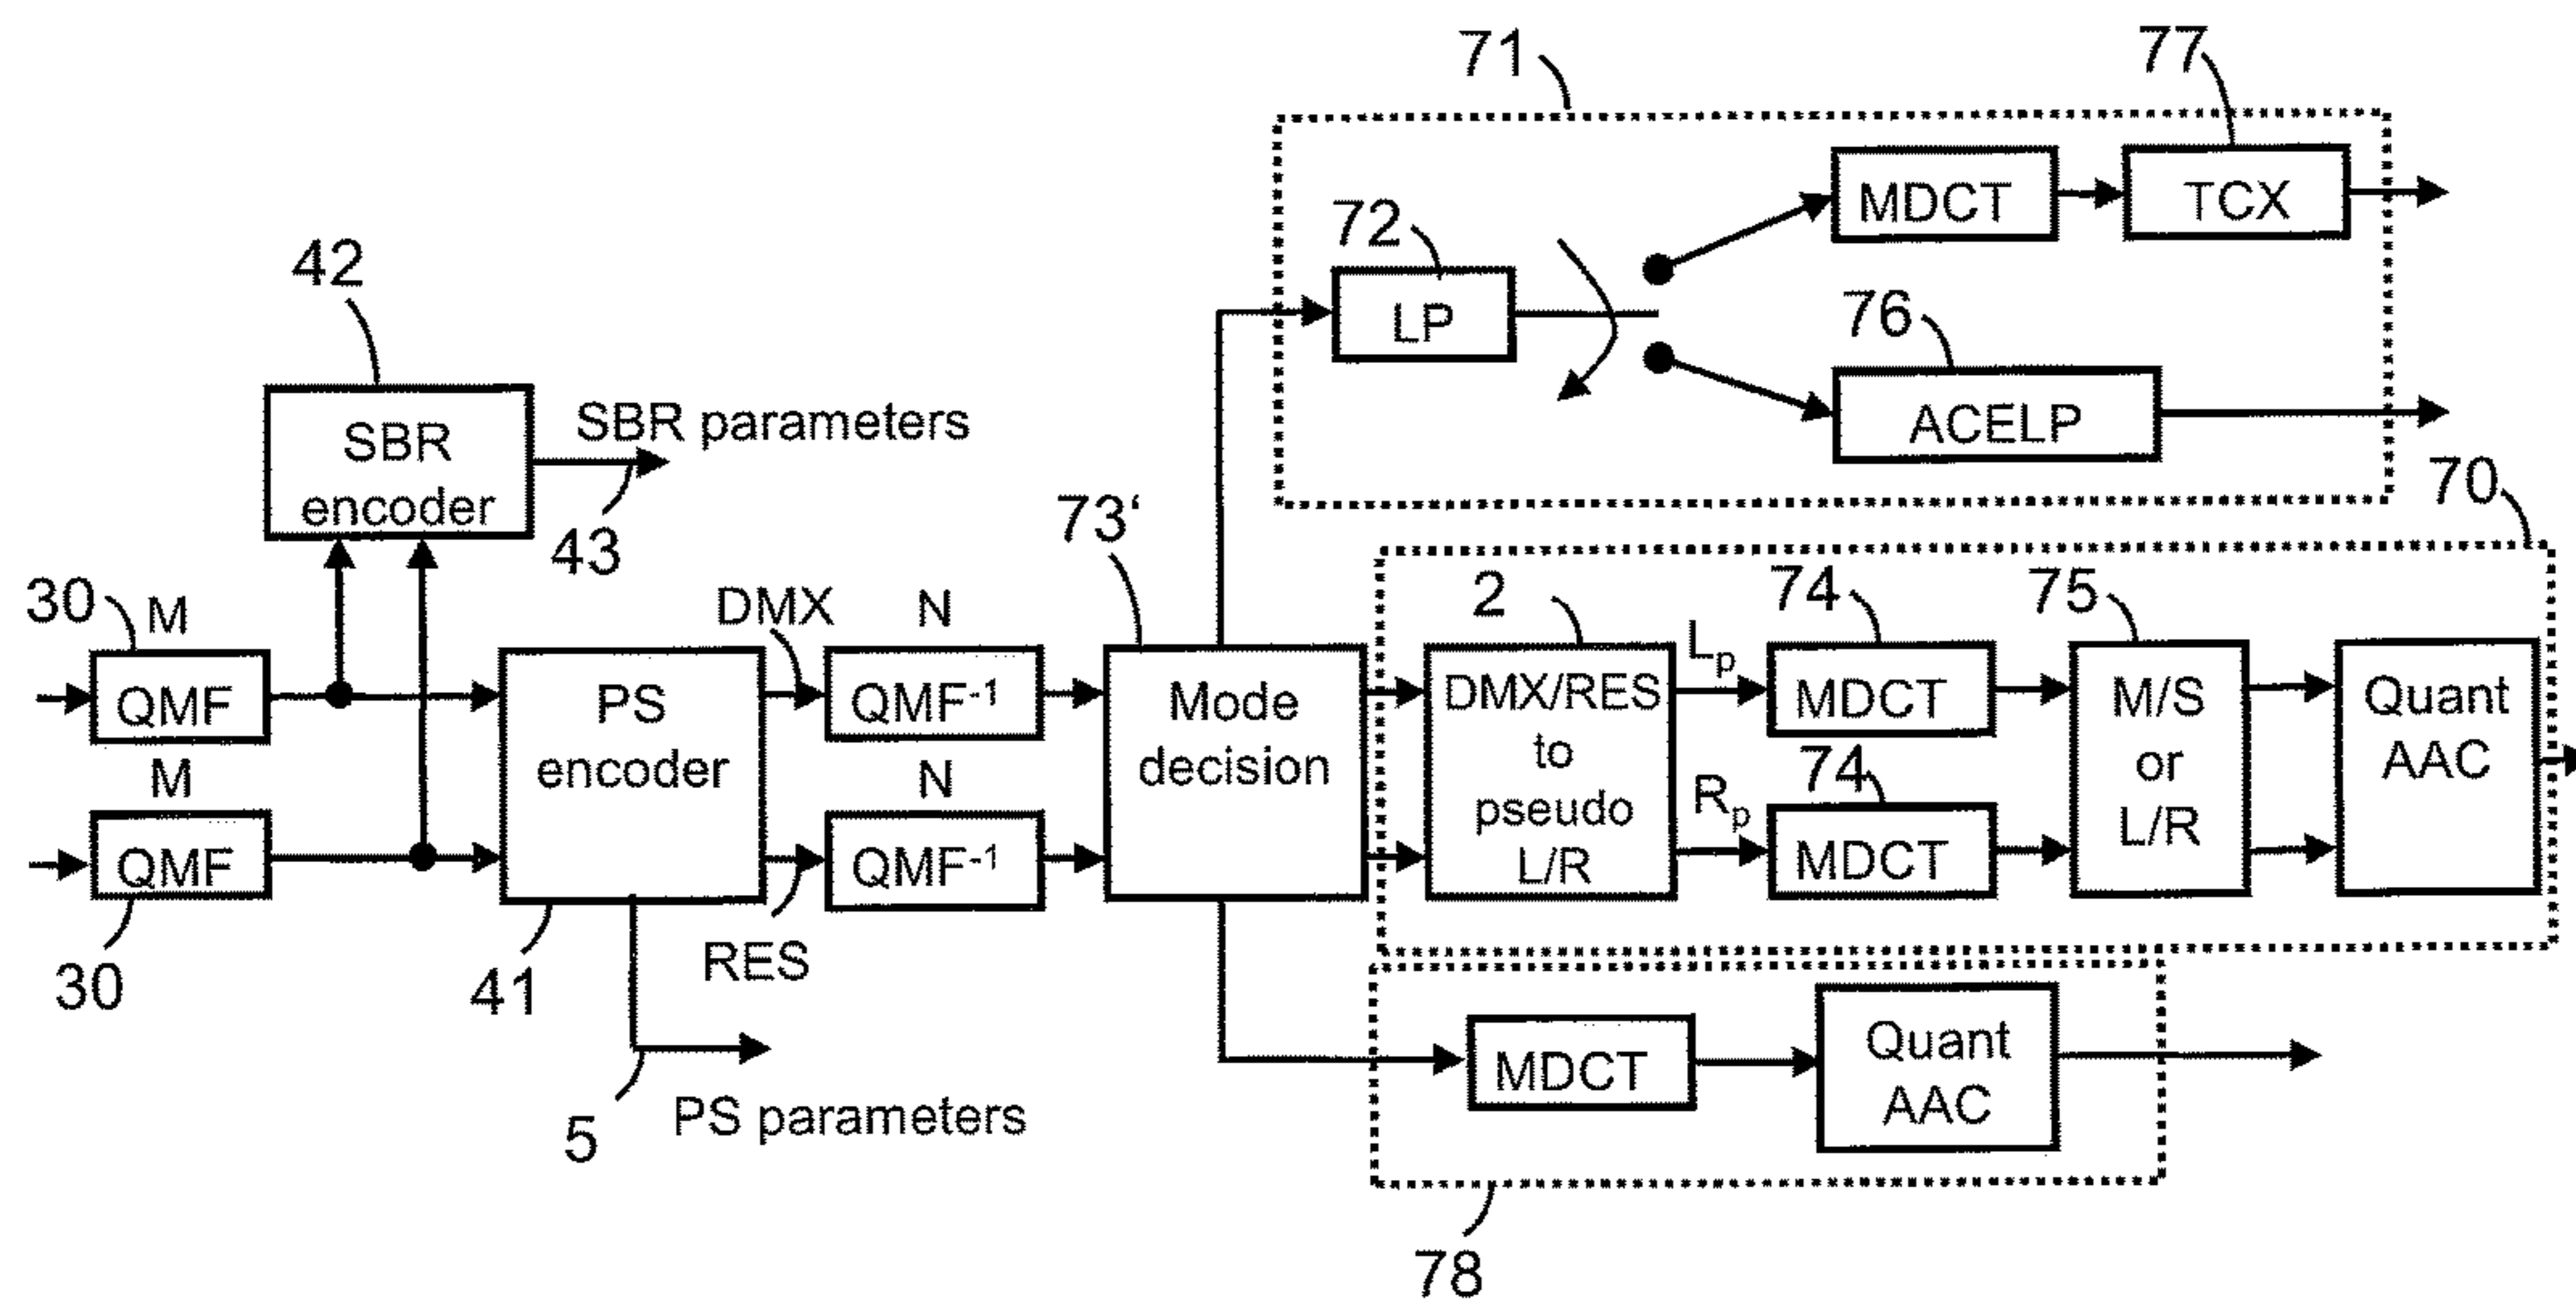 71
77
72
MDCT
TCX
LP
76
ACELP
42
SBR
encoder
SBR parameters
43
70
73‘
30
M
QMF
M
QMF
30
PS
encoder
41
DMX
RES
N
QMF-1
N
QMF-1
Mode
decision
2
DMX/RES
to
pseudo
L/R
Lp
Rp
74
MDCT
74
MDCT
75
M/S
or
L/R
Quant
AAC
5
PS parameters
MDCT
Quant
AAC
78